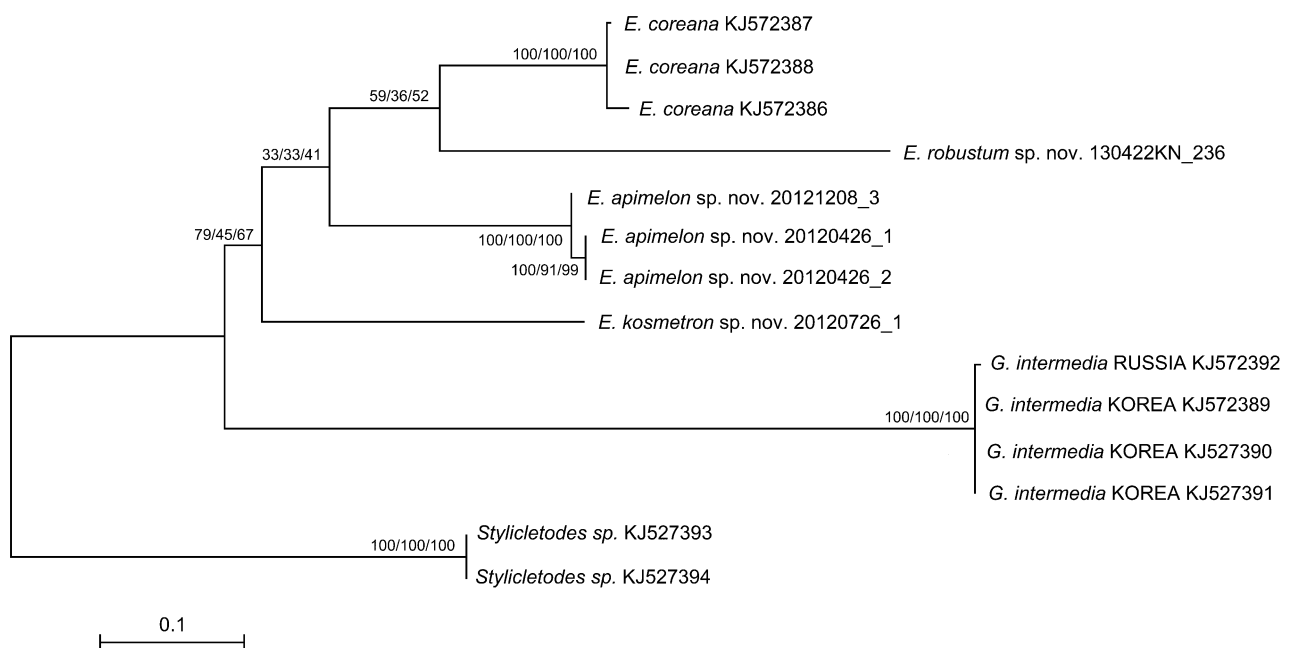 E. coreana KJ572387
100/100/100
E. coreana KJ572388
59/36/52
E. coreana KJ572386
33/33/41
E. robustum sp. nov. 130422KN_236
E. apimelon sp. nov. 20121208_3
79/45/67
100/100/100
E. apimelon sp. nov. 20120426_1
100/91/99
E. apimelon sp. nov. 20120426_2
E. kosmetron sp. nov. 20120726_1
G. intermedia RUSSIA KJ572392
G. intermedia KOREA KJ572389
100/100/100
G. intermedia KOREA KJ527390
G. intermedia KOREA KJ527391
Stylicletodes sp. KJ527393
100/100/100
Stylicletodes sp. KJ527394
0.1